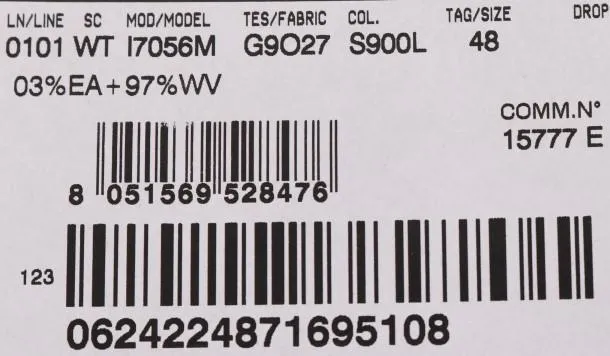 LN/LINE SC MOD/MODEL TES/FABRIC COL. TAG/SIZE DROP
0101 WT I7056M G9O27 S900L 48
03%EA+97%WV
COMM.N°
15777 E
8 051569 528476
123
0624224871695108